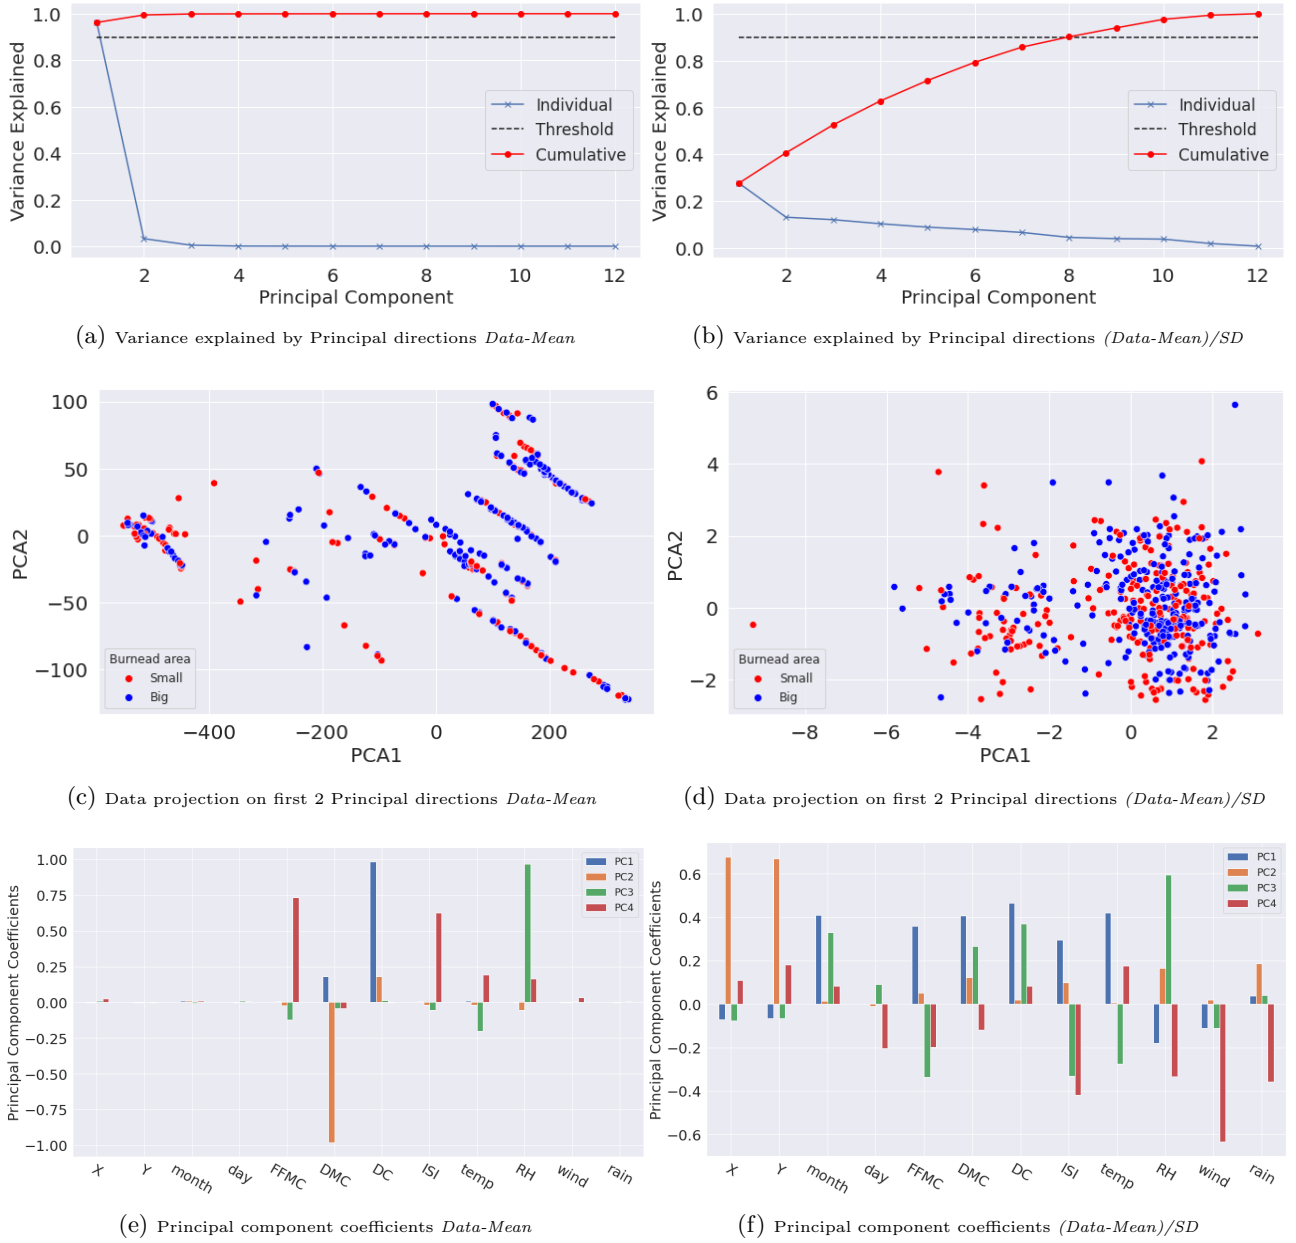 1.0
0.8
0.6
0.4
0.2
0.0
Variance Explained
Individual
Threshold
Cumulative
2 4 6 8 10 12
Principal Component
(a) Variance explained by Principal directions Data-Mean
1.0
0.8
0.6
0.4
0.2
0.0
Variance Explained
Individual
Threshold
Cumulative
2 4 6 8 10 12
Principal Component
(b) Variance explained by Principal directions (Data-Mean)/SD
100
50
0
−50
−100
PCA2
Burnead area
Small
Big
−400 −200 0 200
PCA1
(c) Data projection on first 2 Principal directions Data-Mean
6
4
2
0
−2
PCA2
Burnead area
Small
Big
−8 −6 −4 −2 0 2
PCA1
(d) Data projection on first 2 Principal directions (Data-Mean)/SD
1.00
0.75
0.50
0.25
0.00
−0.25
−0.50
−0.75
−1.00
Principal Component Coefficients
PC1
PC2
PC3
PC4
X Y month day FFMC DMC DC ISI temp RH wind rain
(e) Principal component coefficients Data-Mean
0.6
0.4
0.2
0.0
−0.2
−0.4
−0.6
Principal Component Coefficients
PC1
PC2
PC3
PC4
X Y month day FFMC DMC DC ISI temp RH wind rain
(f) Principal component coefficients (Data-Mean)/SD